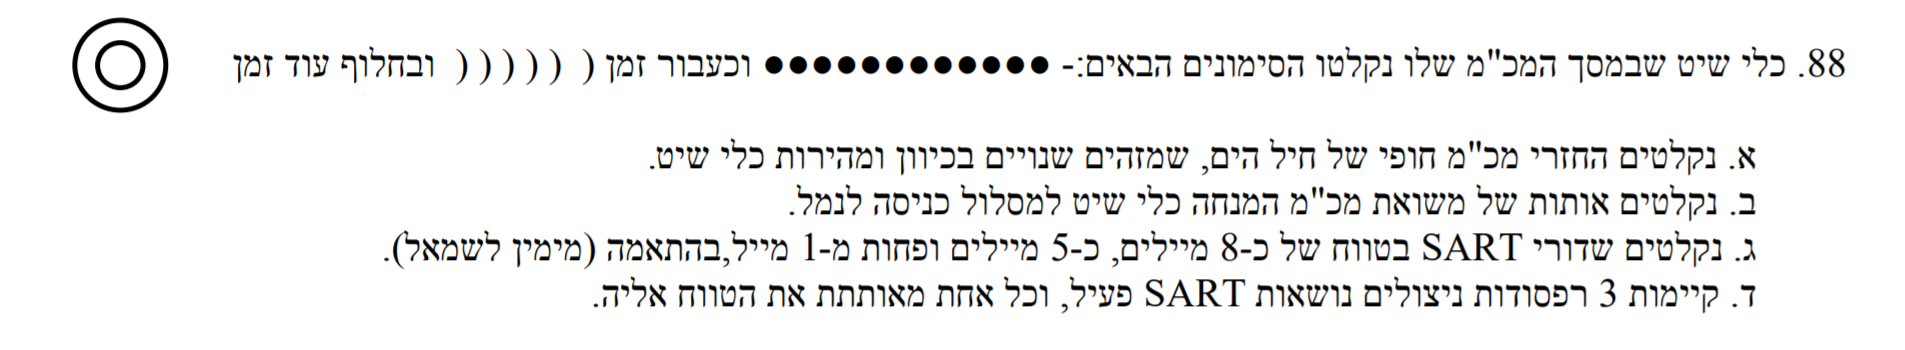 88. כלי שיט שבמסך המכ"מ שלו נקלטו הסימונים הבאים:- ●●●●●●●●●●●● וכעבור זמן ( ( ( ( ( ( ובחלוף עוד זמן
א. נקלטים החזרי מכ"מ חופי של חיל הים, שמזהים שנויים בכיוון ומהירות כלי שיט.
ב. נקלטים אותות של משואת מכ"מ המנחה כלי שיט למסלול כניסה לנמל.
ג. נקלטים שדורי SART בטווח של כ-8 מיילים, כ-5 מיילים ופחות מ-1 מייל,בהתאמה (מימין לשמאל).
ד. קיימות 3 רפסודות ניצולים נושאות SART פעיל, וכל אחת מאותתת את הטווח אליה.